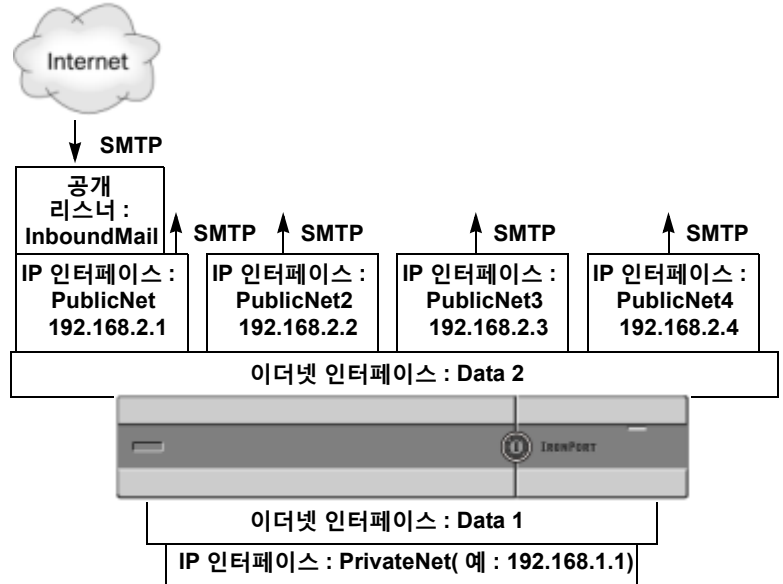 Internet
SMTP
공개
리스너 :
InboundMail
SMTP
SMTP
SMTP
SMTP
IP 인터페이스 :
PublicNet
192.168.2.1
IP 인터페이스 :
PublicNet2
192.168.2.2
IP 인터페이스 :
PublicNet3
192.168.2.3
IP 인터페이스 :
PublicNet4
192.168.2.4
이더넷 인터페이스 : Data 2
IRONPORT
이더넷 인터페이스 : Data 1
IP 인터페이스 : PrivateNet( 예 : 192.168.1.1)